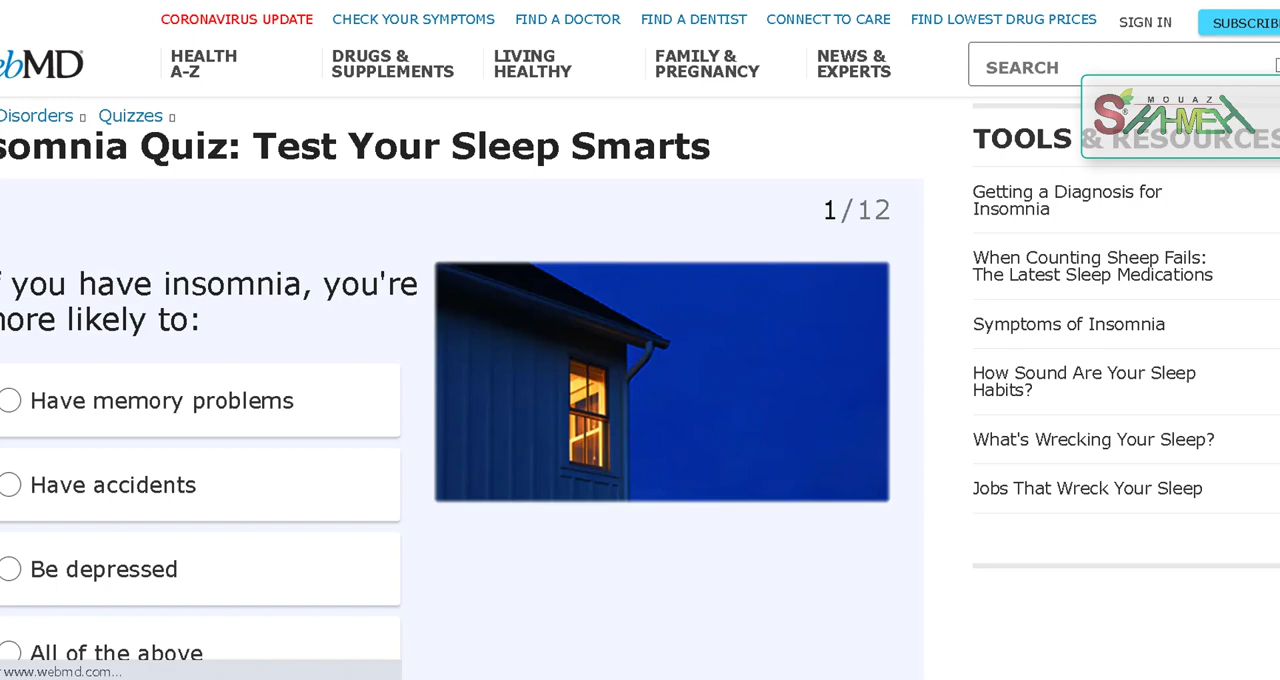 CORONAVIRUS UPDATE CHECK YOUR SYMPTOMS FIND A DOCTOR FIND A DENTIST CONNECT TO CARE FIND LOWEST DRUG PRICES SIGN IN SUBSCRIBE
ebMD
HEALTH
A-Z
DRUGS &
SUPPLEMENTS
LIVING
HEALTHY
FAMILY &
PREGNANCY
NEWS &
EXPERTS
SEARCH
Disorders Quizzes
somnia Quiz: Test Your Sleep Smarts
1/12
f you have insomnia, you're
more likely to:
Have memory problems
Have accidents
Be depressed
All of the above
www.webmd.com...
MOUAZ
SHAHMEH
TOOLS & RESOURCES
Getting a Diagnosis for
Insomnia
When Counting Sheep Fails:
The Latest Sleep Medications
Symptoms of Insomnia
How Sound Are Your Sleep
Habits?
What's Wrecking Your Sleep?
Jobs That Wreck Your Sleep